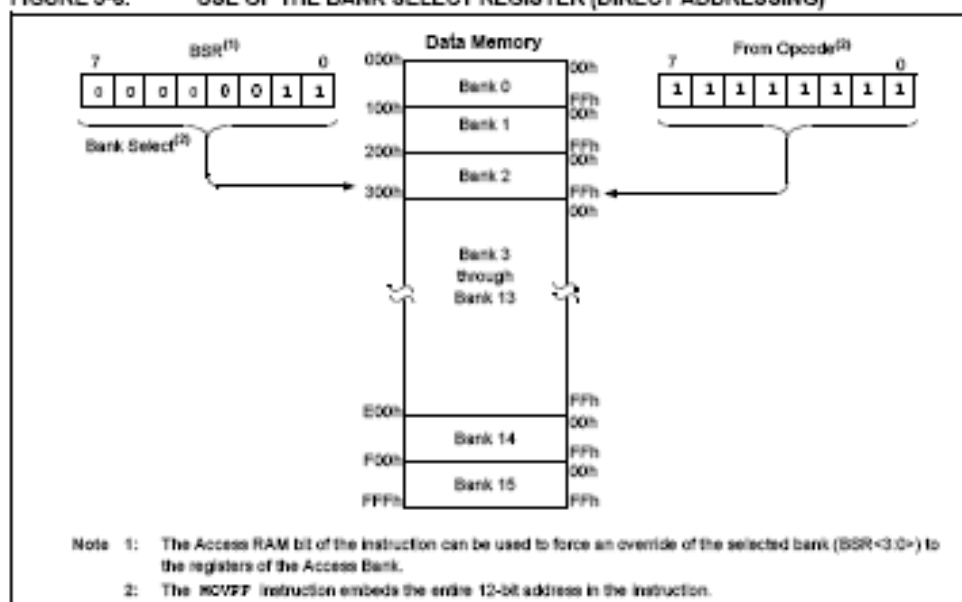 USE OF THE BANK SELECT REGISTER (DIRECT ADDRESSING)
BSR(1)
7 0
0 0 0 0 0 0 1 1
Bank Select(2)
Data Memory
000h
Bank 0
00h
FFh
100h
Bank 1
00h
FFh
200h
Bank 2
00h
FFh
300h
00h
Bank 3
through
Bank 13
FFh
E00h
Bank 14
00h
FFh
F00h
Bank 15
00h
FFFh
FFh
From Opcode(2)
7 0
1 1 1 1 1 1 1 1
Note 1: The Access RAM bit of the instruction can be used to force an override of the selected bank (BSR<3:0>) to
the registers of the Access Bank.
2: The MOVFF instruction embeds the entire 12-bit address in the instruction.